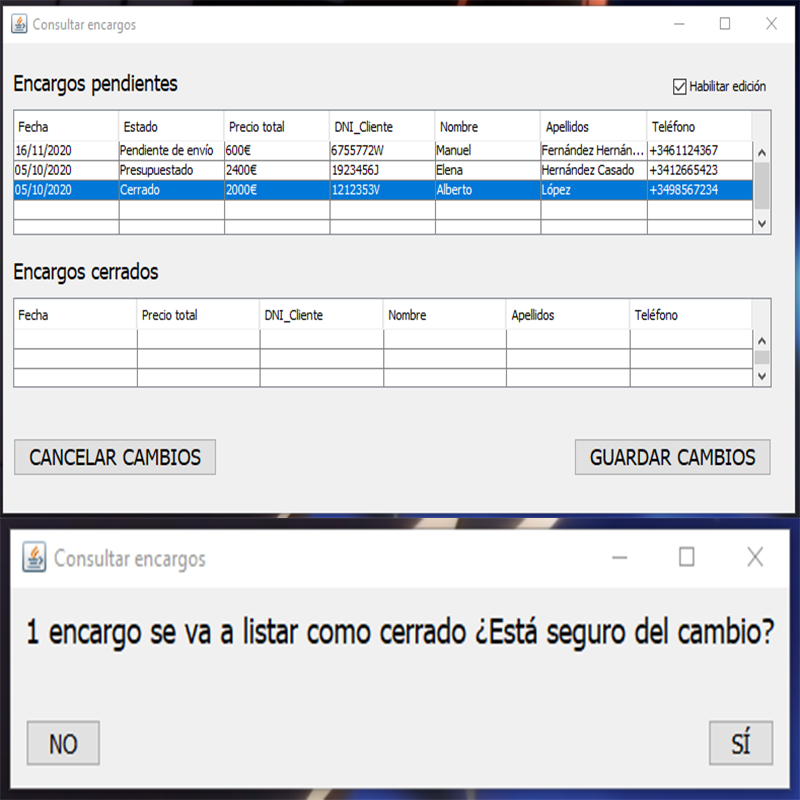 Consultar encargos
Encargos pendientes
Habilitar edición
Fecha Estado Precio total DNI_Cliente Nombre Apellidos Teléfono
16/11/2020 Pendiente de envío 600€ 6755772W Manuel Fernández Hernán... +3461124367
05/10/2020 Presupuestado 2400€ 1923456J Elena Hernández Casado +3412665423
05/10/2020 Cerrado 2000€ 1212353V Alberto López +3498567234
Encargos cerrados
Fecha Precio total DNI_Cliente Nombre Apellidos Teléfono
CANCELAR CAMBIOS GUARDAR CAMBIOS
Consultar encargos
1 encargo se va a listar como cerrado ¿Está seguro del cambio?
NO SÍ